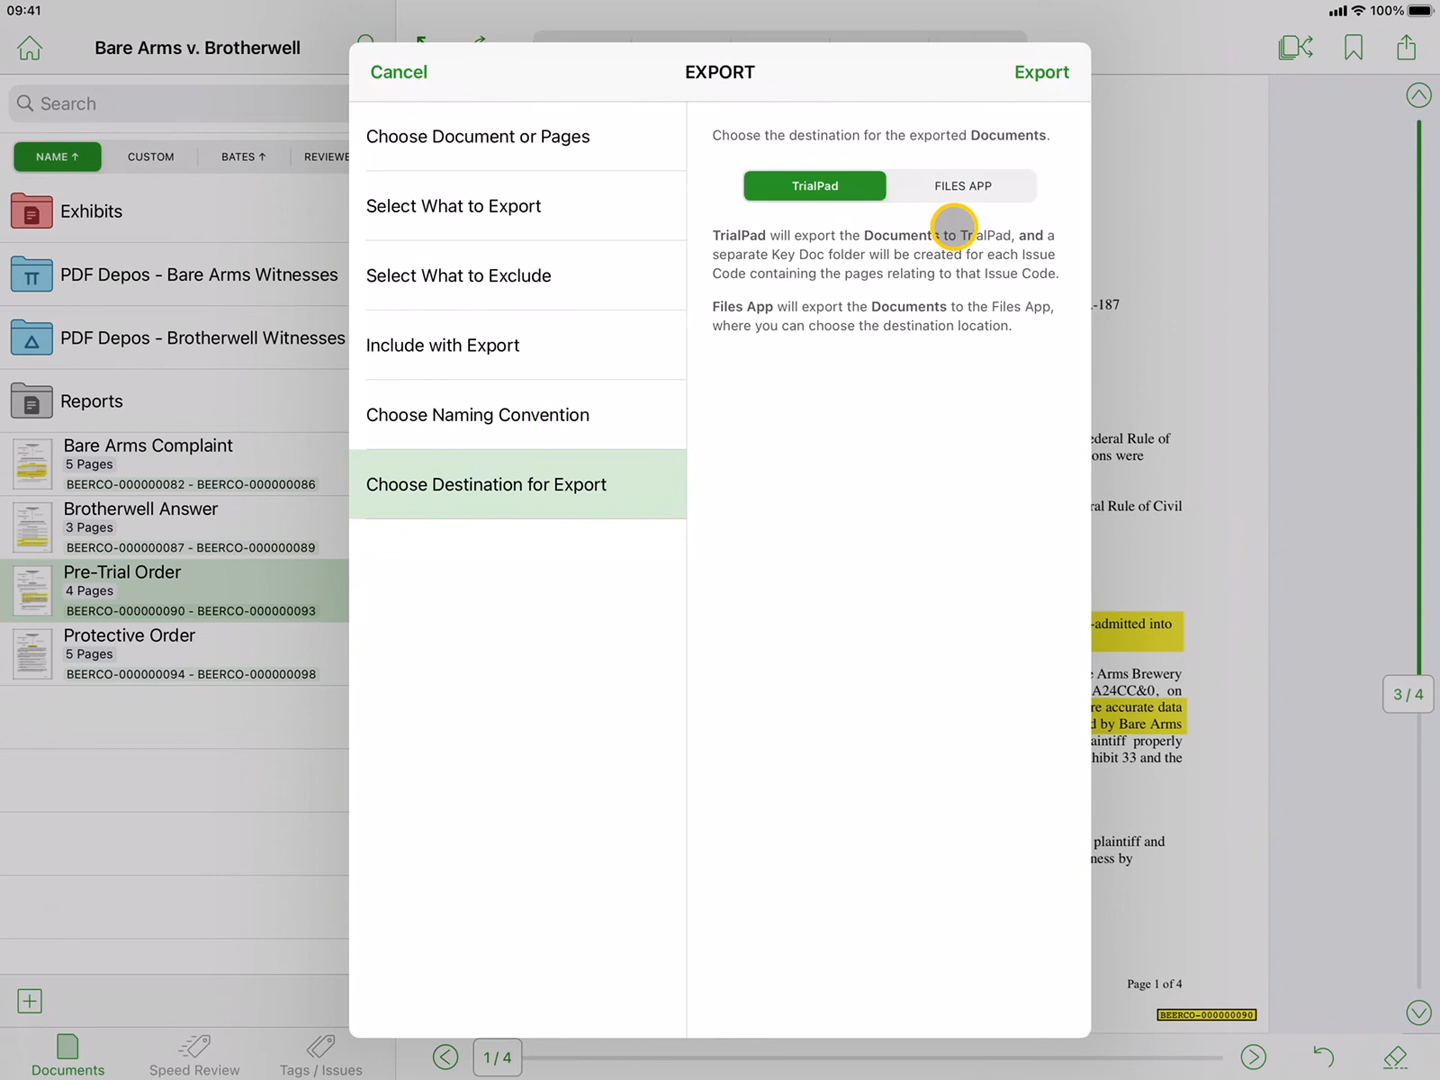 09:41
100%
Bare Arms v. Brotherwell
Cancel
EXPORT
Export
Search
NAME ↑
CUSTOM
BATES ↑
REVIEWE
Exhibits
PDF Depos - Bare Arms Witnesses
PDF Depos - Brotherwell Witnesses
Reports
Bare Arms Complaint
5 Pages
BEERCO-000000082 - BEERCO-000000086
Brotherwell Answer
3 Pages
BEERCO-000000087 - BEERCO-000000089
Pre-Trial Order
4 Pages
BEERCO-000000090 - BEERCO-000000093
Protective Order
5 Pages
BEERCO-000000094 - BEERCO-000000098
Documents
Speed Review
Tags / Issues
Choose Document or Pages
Select What to Export
Select What to Exclude
Include with Export
Choose Naming Convention
Choose Destination for Export
Choose the destination for the exported Documents.
TrialPad
FILES APP
TrialPad will export the Documents to TrialPad, and a
separate Key Doc folder will be created for each Issue
Code containing the pages relating to that Issue Code.
Files App will export the Documents to the Files App,
where you can choose the destination location.
-187
ederal Rule of
ons were
ral Rule of Civil
-admitted into
e Arms Brewery
A24CC&0, on
re accurate data
d by Bare Arms
aintiff properly
hibit 33 and the
plaintiff and
ness by
Page 1 of 4
BEERCO-000000090
3 / 4
1 / 4